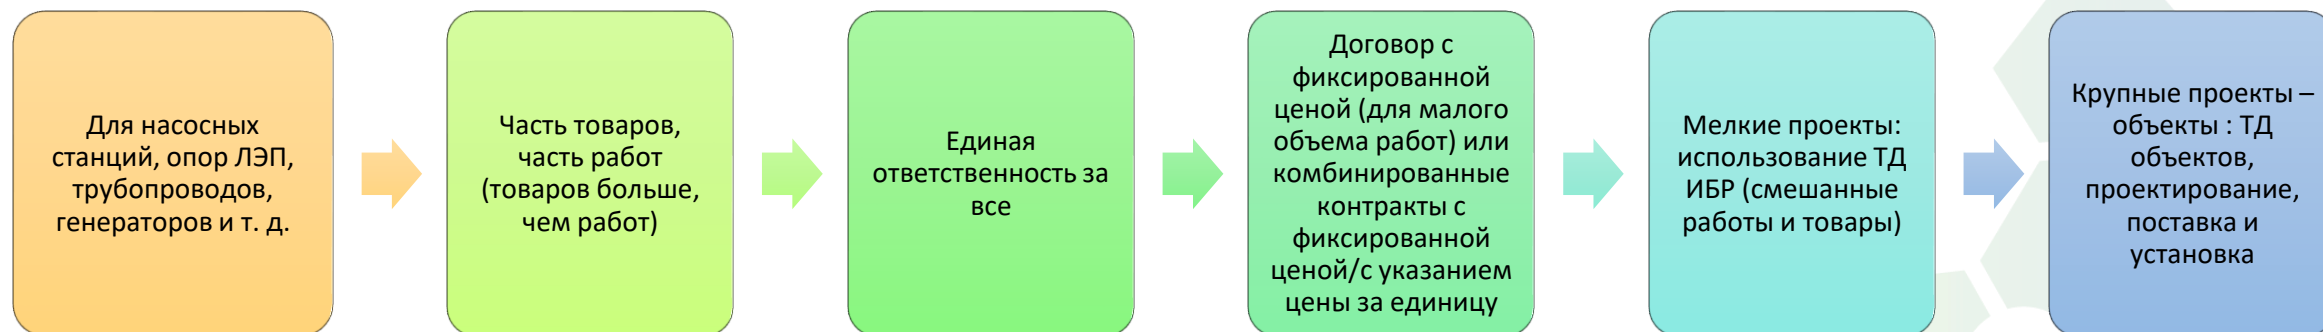 Для насосных
станций, опор ЛЭП,
трубопроводов,
генераторов и т. д.
Часть товаров,
часть работ
(товаров больше,
чем работ)
Единая
ответственность за
все
Договор с
фиксированной
ценой (для малого
объема работ) или
комбинированные
контракты с
фиксированной
ценой/с указанием
цены за единицу
Мелкие проекты:
использование ТД
ИБР (смешанные
работы и товары)
Крупные проекты –
объекты : ТД
объектов,
проектирование,
поставка и
установка